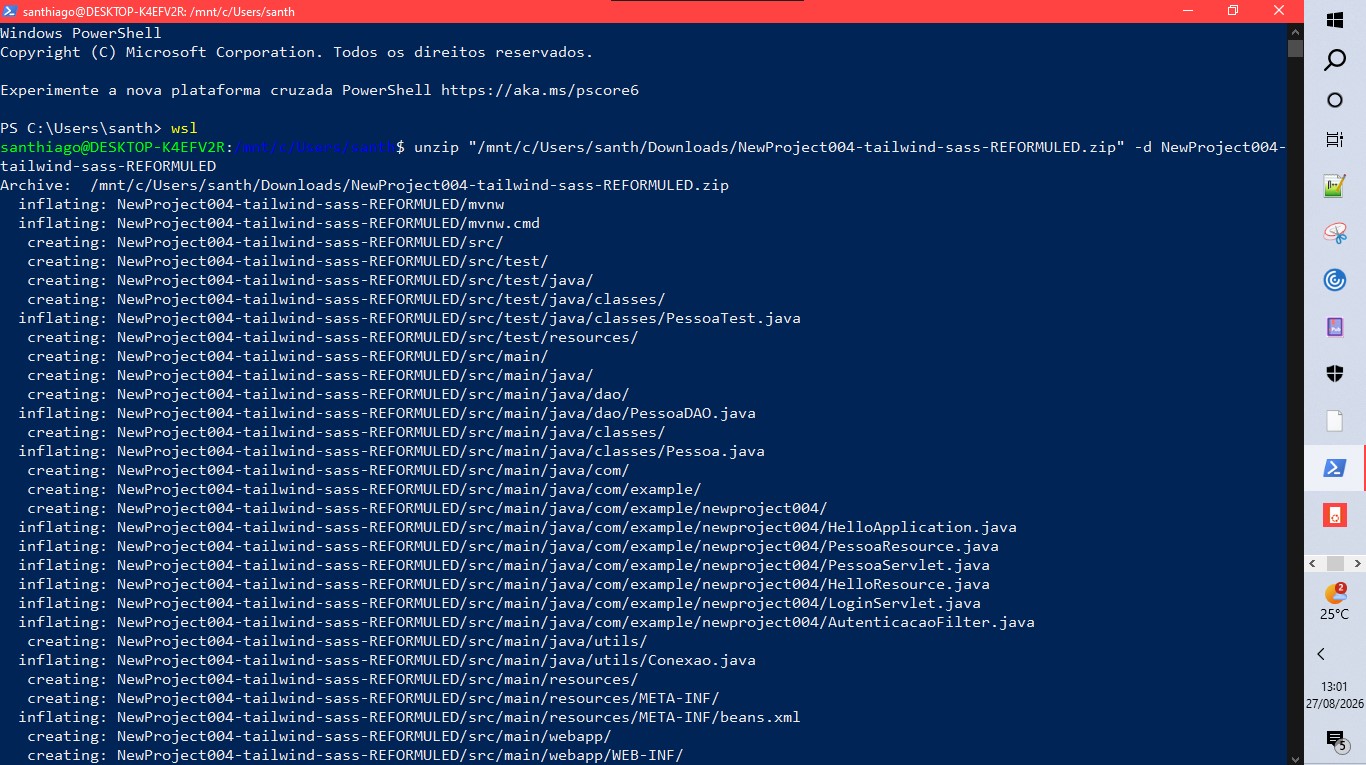 santhiago@DESKTOP-K4EFV2R: /mnt/c/Users/santh
Windows PowerShell
Copyright (C) Microsoft Corporation. Todos os direitos reservados.
Experimente a nova plataforma cruzada PowerShell https://aka.ms/pscore6
PS C:\Users\santh> wsl
santhiago@DESKTOP-K4EFV2R:/mnt/c/Users/santh$ unzip "/mnt/c/Users/santh/Downloads/NewProject004-tailwind-sass-REFORMULED.zip" -d NewProject004-
tailwind-sass-REFORMULED
Archive:  /mnt/c/Users/santh/Downloads/NewProject004-tailwind-sass-REFORMULED.zip
  inflating: NewProject004-tailwind-sass-REFORMULED/mvnw
  inflating: NewProject004-tailwind-sass-REFORMULED/mvnw.cmd
   creating: NewProject004-tailwind-sass-REFORMULED/src/
   creating: NewProject004-tailwind-sass-REFORMULED/src/test/
   creating: NewProject004-tailwind-sass-REFORMULED/src/test/java/
   creating: NewProject004-tailwind-sass-REFORMULED/src/test/java/classes/
  inflating: NewProject004-tailwind-sass-REFORMULED/src/test/java/classes/PessoaTest.java
   creating: NewProject004-tailwind-sass-REFORMULED/src/test/resources/
   creating: NewProject004-tailwind-sass-REFORMULED/src/main/
   creating: NewProject004-tailwind-sass-REFORMULED/src/main/java/
   creating: NewProject004-tailwind-sass-REFORMULED/src/main/java/dao/
  inflating: NewProject004-tailwind-sass-REFORMULED/src/main/java/dao/PessoaDAO.java
   creating: NewProject004-tailwind-sass-REFORMULED/src/main/java/classes/
  inflating: NewProject004-tailwind-sass-REFORMULED/src/main/java/classes/Pessoa.java
   creating: NewProject004-tailwind-sass-REFORMULED/src/main/java/com/
   creating: NewProject004-tailwind-sass-REFORMULED/src/main/java/com/example/
   creating: NewProject004-tailwind-sass-REFORMULED/src/main/java/com/example/newproject004/
  inflating: NewProject004-tailwind-sass-REFORMULED/src/main/java/com/example/newproject004/HelloApplication.java
  inflating: NewProject004-tailwind-sass-REFORMULED/src/main/java/com/example/newproject004/PessoaResource.java
  inflating: NewProject004-tailwind-sass-REFORMULED/src/main/java/com/example/newproject004/PessoaServlet.java
  inflating: NewProject004-tailwind-sass-REFORMULED/src/main/java/com/example/newproject004/HelloResource.java
  inflating: NewProject004-tailwind-sass-REFORMULED/src/main/java/com/example/newproject004/LoginServlet.java
  inflating: NewProject004-tailwind-sass-REFORMULED/src/main/java/com/example/newproject004/AutenticacaoFilter.java
   creating: NewProject004-tailwind-sass-REFORMULED/src/main/java/utils/
  inflating: NewProject004-tailwind-sass-REFORMULED/src/main/java/utils/Conexao.java
   creating: NewProject004-tailwind-sass-REFORMULED/src/main/resources/
   creating: NewProject004-tailwind-sass-REFORMULED/src/main/resources/META-INF/
  inflating: NewProject004-tailwind-sass-REFORMULED/src/main/resources/META-INF/beans.xml
   creating: NewProject004-tailwind-sass-REFORMULED/src/main/webapp/
   creating: NewProject004-tailwind-sass-REFORMULED/src/main/webapp/WEB-INF/
2
25°C
13:01
27/08/2026
5